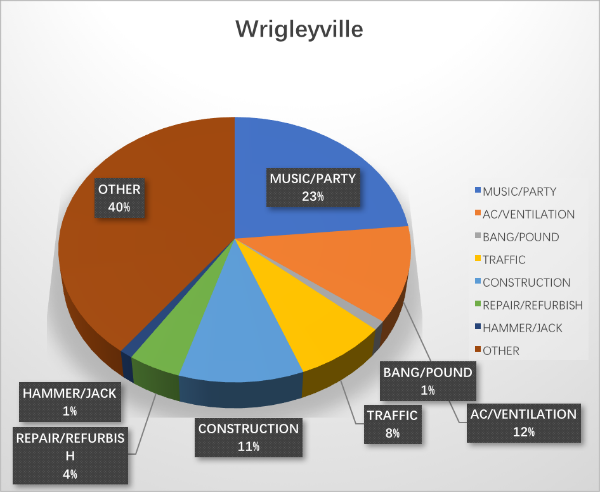 Wrigleyville
MUSIC/PARTY
23%
OTHER
40%
MUSIC/PARTY
AC/VENTILATION
BANG/POUND
TRAFFIC
CONSTRUCTION
REPAIR/REFURBISH
HAMMER/JACK
OTHER
BANG/POUND
1%
HAMMER/JACK
1%
TRAFFIC
8%
AC/VENTILATION
12%
CONSTRUCTION
11%
REPAIR/REFURBIS
H
4%